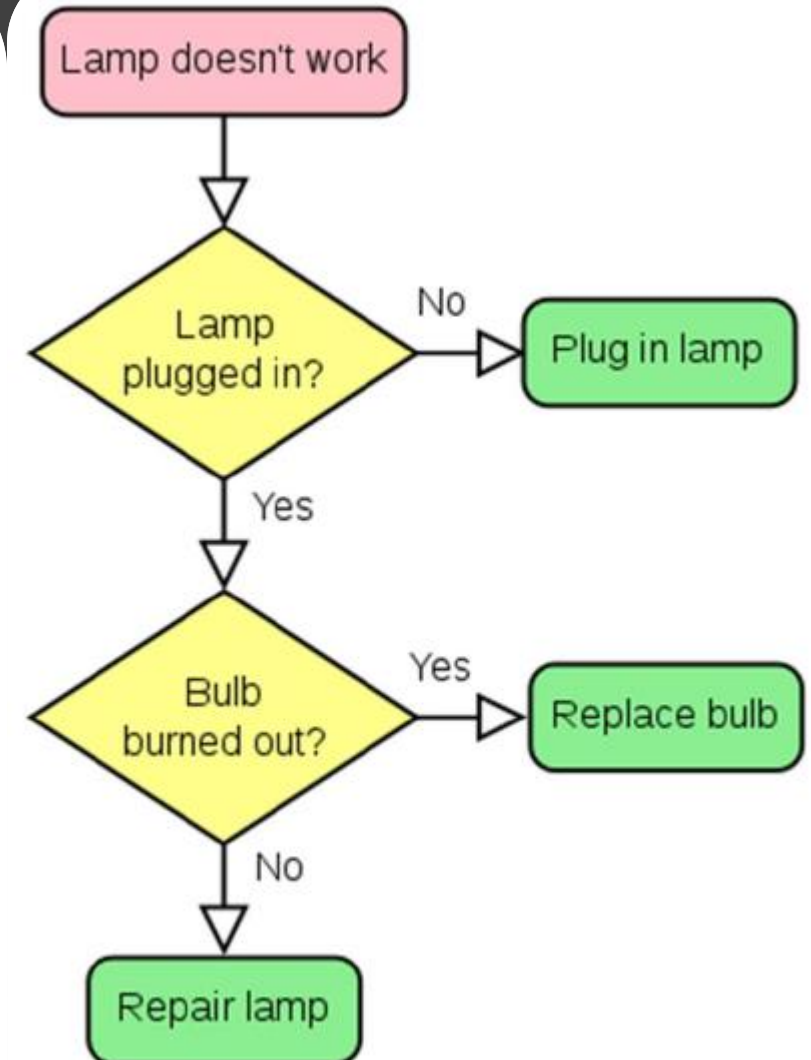 Lamp doesn't work
Lamp
plugged in?
No
Plug in lamp
Yes
Bulb
burned out?
Yes
Replace bulb
No
Repair lamp